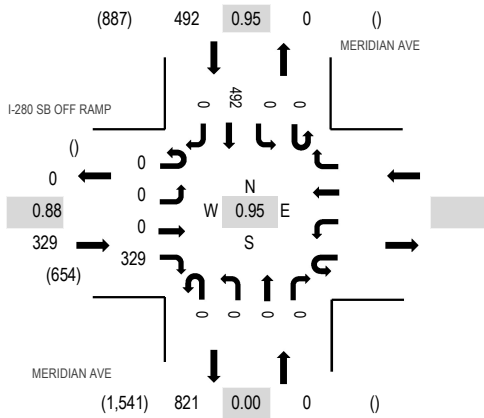 (887) 492 0.95 0 ()
MERIDIAN AVE
0 492 0 0
I-280 SB OFF RAMP
()
0
0
0
0.88
329
(654)
0
0
329
N
W 0.95 E
S
0 0 0 0
MERIDIAN AVE
(1,541) 821 0.00 0 ()